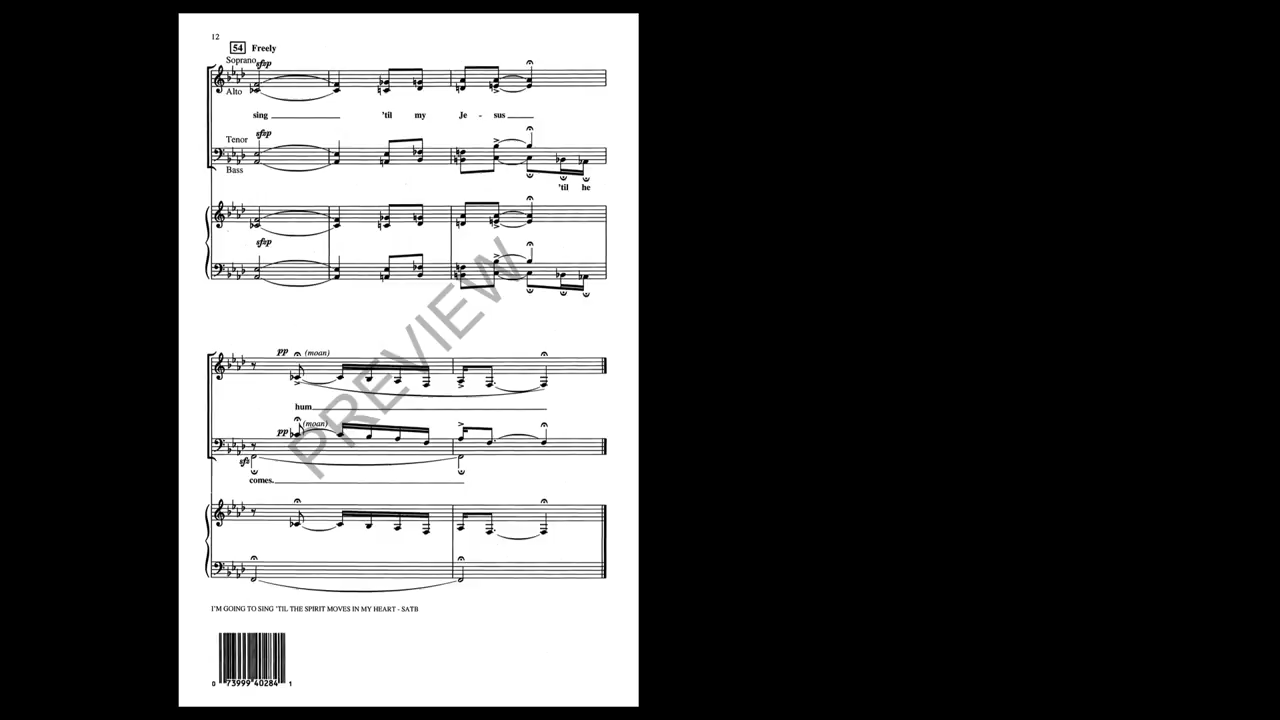 12
54 Freely
Soprano sfzp
Alto
sing 'til my Je - sus
sfzp
Tenor
Bass
'til he
sfzp
PREVIEW
pp (moan)
hum
pp (moan)
comes.
I'M GOING TO SING 'TIL THE SPIRIT MOVES IN MY HEART - SATB
0 73999 40284 1